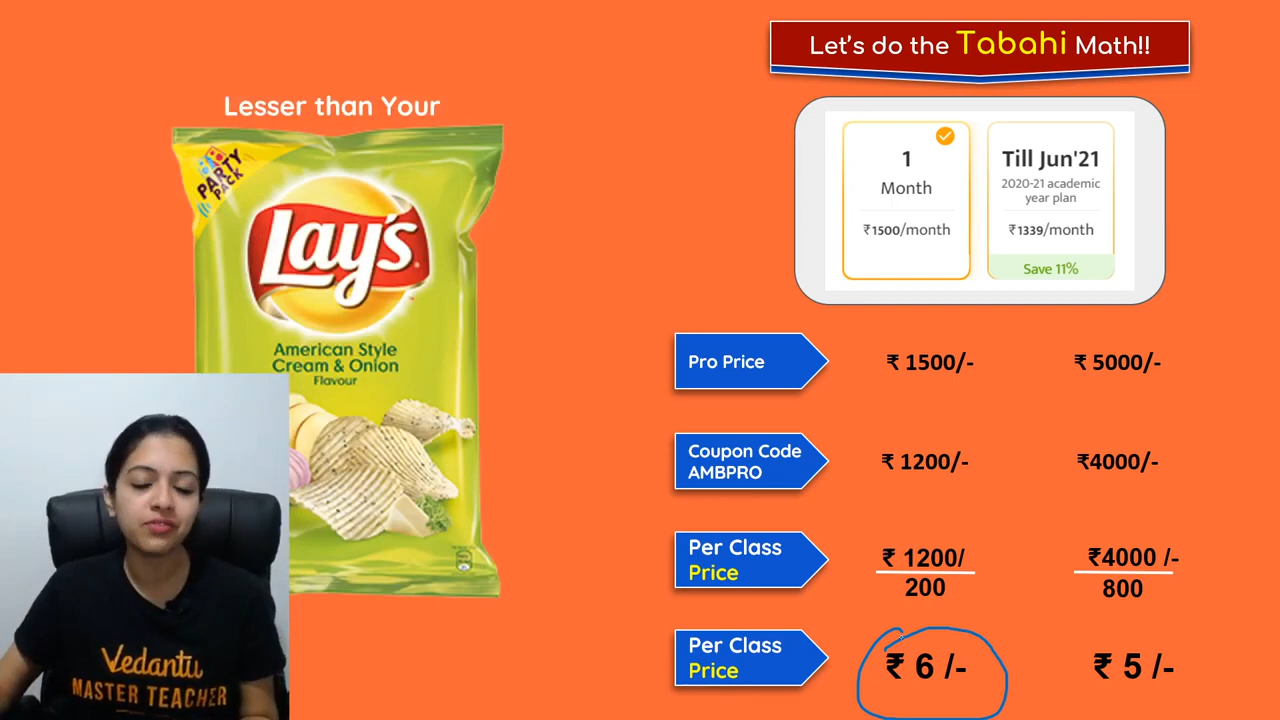 Let's do the Tabahi Math!!
Lesser than Your
PARTY
PACK
Lay's
American Style
Cream & Onion
Flavour
1
Month
₹1500/month
Till Jun'21
2020-21 academic
year plan
₹1339/month
Save 11%
Pro Price
₹ 1500/-
₹ 5000/-
Coupon Code
AMBPRO
₹ 1200/-
₹4000/-
Per Class
Price
₹ 1200/
200
₹4000 /-
800
Per Class
Price
₹ 6 /-
₹ 5 /-
Vedantu
MASTER TEACHER